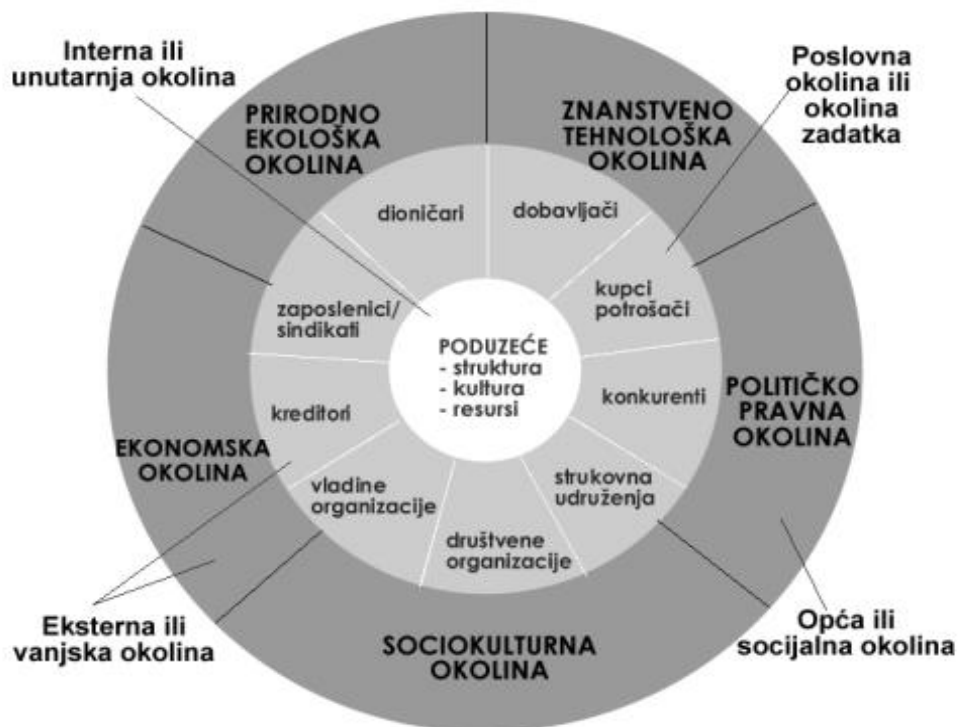 Interna ili
unutarnja okolina
Poslovna
okolina ili
okolina
zadatka
PRIRODNO
EKOLOŠKA
OKOLINA
ZNANSTVENO
TEHNOLOŠKA
OKOLINA
dioničari
dobavljači
zaposlenici/
sindikati
kupci
potrošači
PODUZEĆE
- struktura
- kultura
- resursi
kreditori
konkurenti
POLITIČKO
PRAVNA
OKOLINA
EKONOMSKA
OKOLINA
vladine
organizacije
strukovna
udruženja
društvene
organizacije
Eksterna ili
vanjska okolina
SOCIOKULTURNA
OKOLINA
Opća ili
socijalna okolina